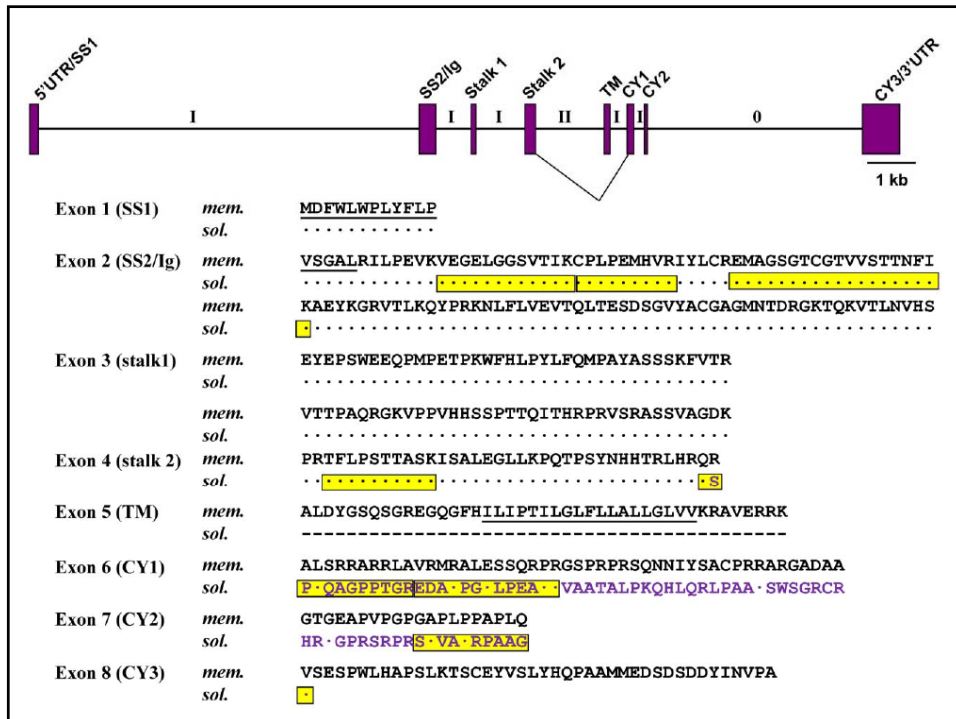 5'UTR/SS1 SS2/Ig Stalk 1 Stalk 2 TM CY1 CY2 CY3/3'UTR
I I I II I I 0
1 kb
Exon 1 (SS1) mem. MDFWLWPLYFLP
sol. ············
Exon 2 (SS2/Ig) mem. VSGALRILPEVKVEGELGGSVTIKCPLPEMHVRIYLCREMAGSGTCGTVVSTTNFI
sol. ························································
mem. KAEYKGRVTLKQYPRKNLFLVEVTQLTESDSGVYACGAGMNTDRGKTQKVTLNVHS
sol. ························································
Exon 3 (stalk1) mem. EYEPSWEEQPMPETPKWFHLPYLFQMPAYASSSKFVTR
sol. ······································
mem. VTTPAQRGKVPPVHHSSPTTQITHRPRVSRASSVAGDK
sol. ······································
Exon 4 (stalk 2) mem. PRTFLPSTTASKISALEGLLKPQTPSYNHHTRLHRQR
sol. ····································S
Exon 5 (TM) mem. ALDYGSQSGREGQGFHILIPTILGLFLLALLGLVVKRAVERRK
sol. -------------------------------------------
Exon 6 (CY1) mem. ALSRRARRLAVRMRALESSQRPRGSPRPRSQNNIYSACPRRARGADAA
sol. P·QAGPPTGREDA·PG·LPEA··VAATALPKQHLQRLPAA·SWSGRCR
Exon 7 (CY2) mem. GTGEAPVPGPGAPLPPAPLQ
sol. HR·GPRSRPRS·VA·RPAAG
Exon 8 (CY3) mem. VSESPWLHAPSLKTSCEYVSLYHQPAAMMEDSDSDDYINVPA
sol. ·